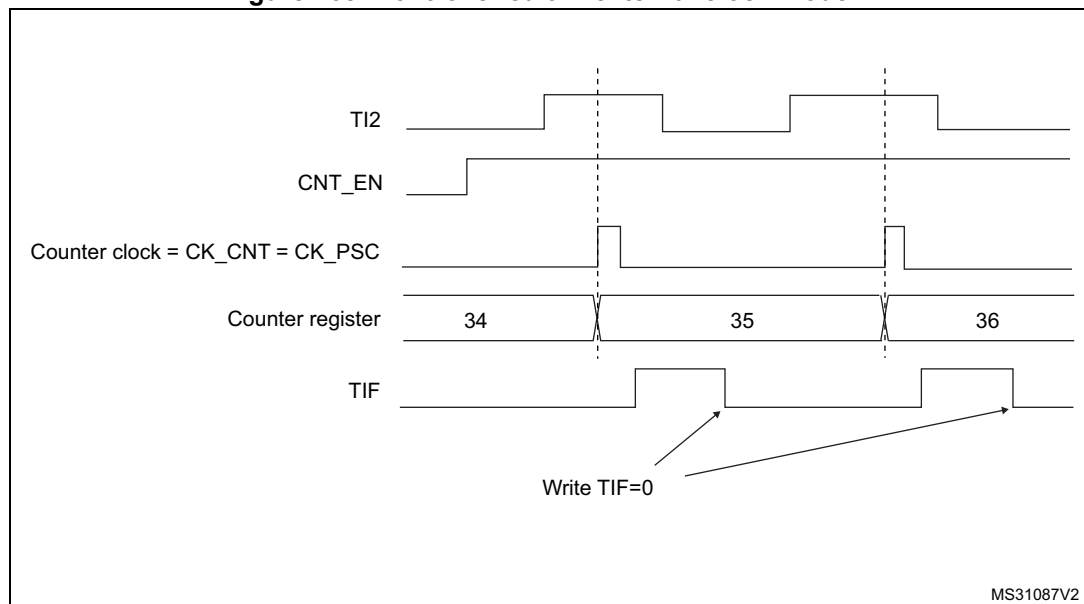 TI2
CNT_EN
Counter clock = CK_CNT = CK_PSC
Counter register
34
35
36
TIF
Write TIF=0
MS31087V2